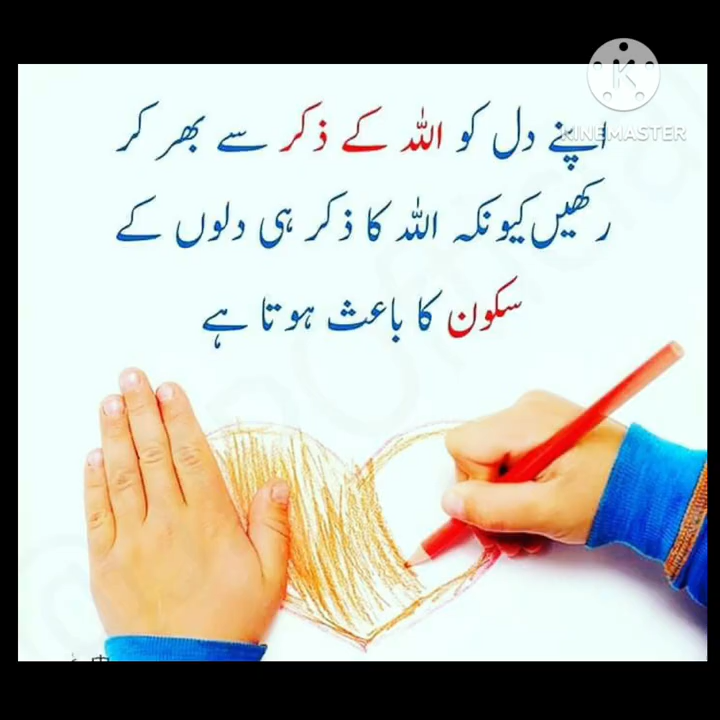 KINEMASTER
اپنے دل کو اللہ کے ذکر سے بھر کر
رکھیں کیونکہ اللہ کا ذکر ہی دلوں کے
سکون کا باعث ہوتا ہے